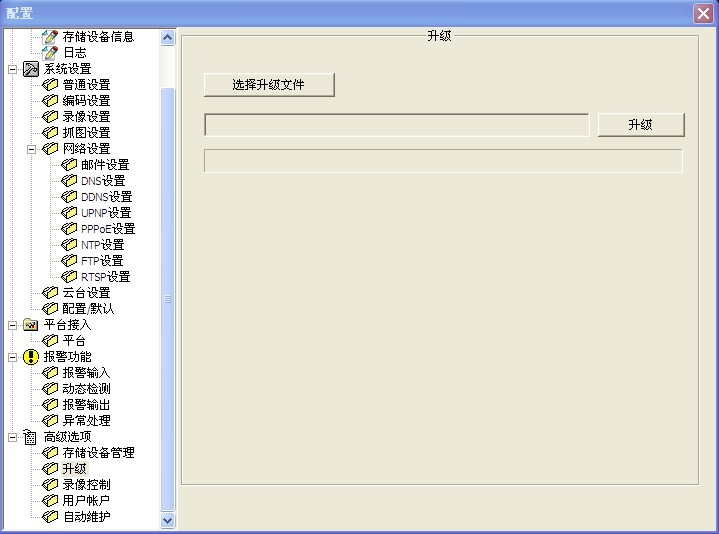 配置
存储设备信息
日志
系统设置
普通设置
编码设置
录像设置
抓图设置
网络设置
邮件设置
DNS设置
DDNS设置
UPNP设置
PPPoE设置
NTP设置
FTP设置
RTSP设置
云台设置
配置/默认
平台接入
平台
报警功能
报警输入
动态检测
报警输出
异常处理
高级选项
存储设备管理
升级
录像控制
用户帐户
自动维护
升级
选择升级文件
升级